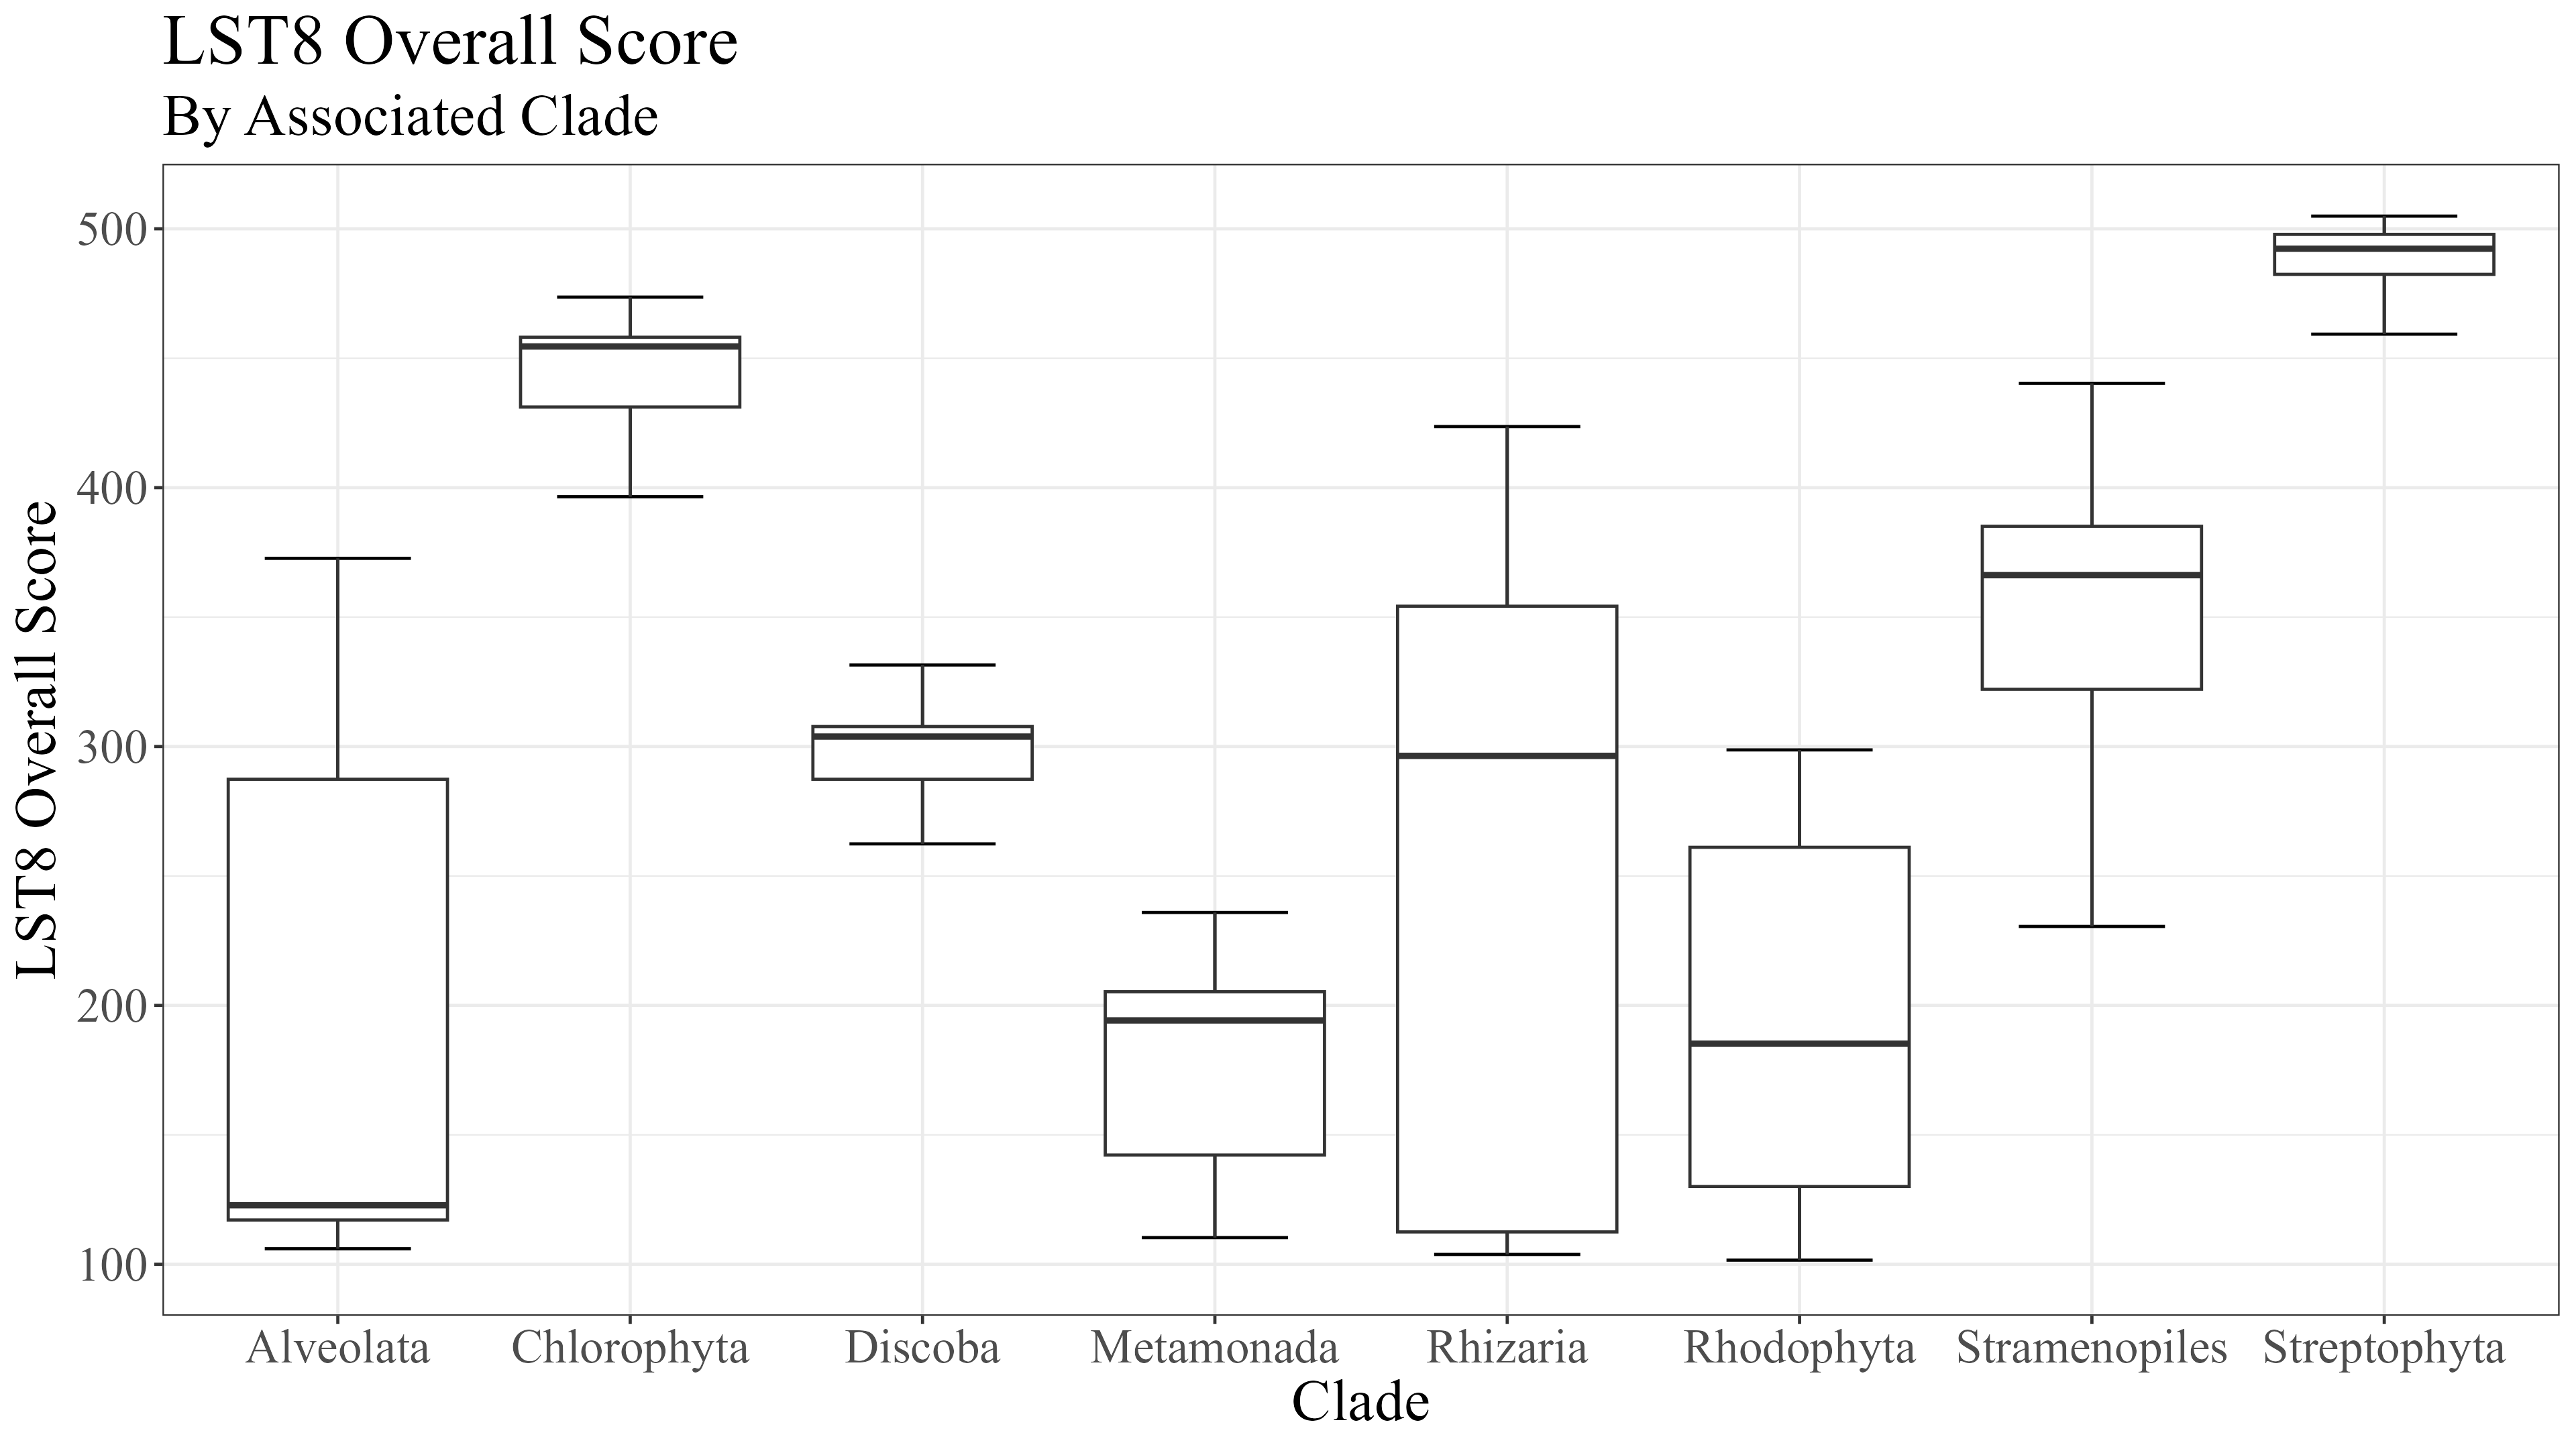 LST8 Overall Score
By Associated Clade
LST8 Overall Score
500
400
300
200
100
Alveolata Chlorophyta Discoba Metamonada Rhizaria Rhodophyta Stramenopiles Streptophyta
Clade